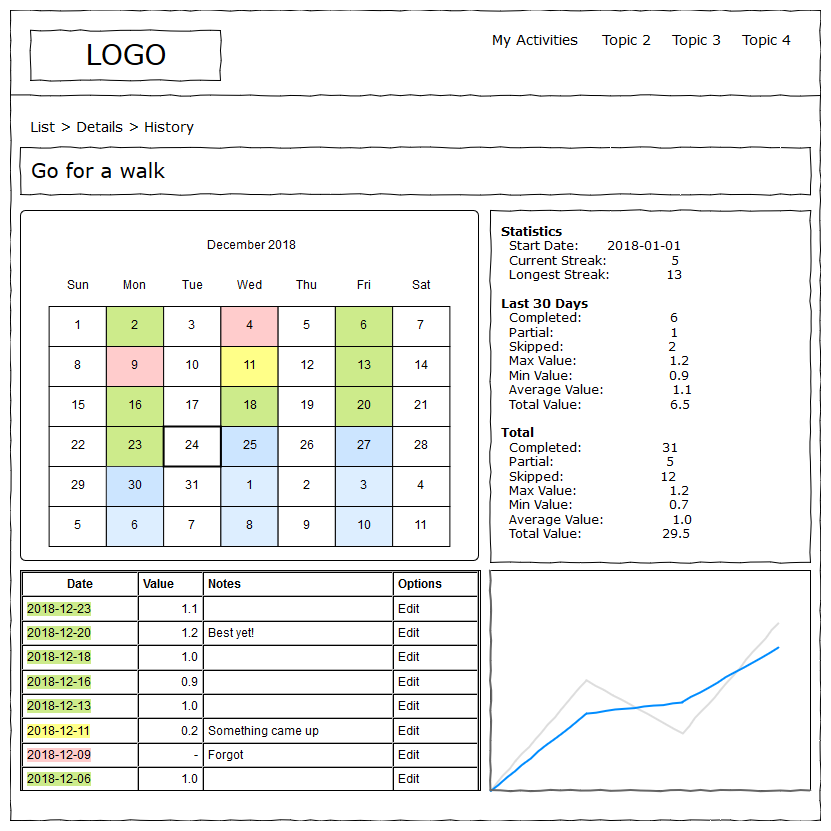 LOGO
My Activities Topic 2 Topic 3 Topic 4
List > Details > History
Go for a walk
December 2018
Sun Mon Tue Wed Thu Fri Sat
1 2 3 4 5 6 7
8 9 10 11 12 13 14
15 16 17 18 19 20 21
22 23 24 25 26 27 28
29 30 31 1 2 3 4
5 6 7 8 9 10 11
Statistics
Start Date: 2018-01-01
Current Streak: 5
Longest Streak: 13
Last 30 Days
Completed: 6
Partial: 1
Skipped: 2
Max Value: 1.2
Min Value: 0.9
Average Value: 1.1
Total Value: 6.5
Total
Completed: 31
Partial: 5
Skipped: 12
Max Value: 1.2
Min Value: 0.7
Average Value: 1.0
Total Value: 29.5
Date Value Notes Options
2018-12-23 1.1 Edit
2018-12-20 1.2 Best yet! Edit
2018-12-18 1.0 Edit
2018-12-16 0.9 Edit
2018-12-13 1.0 Edit
2018-12-11 0.2 Something came up Edit
2018-12-09 - Forgot Edit
2018-12-06 1.0 Edit